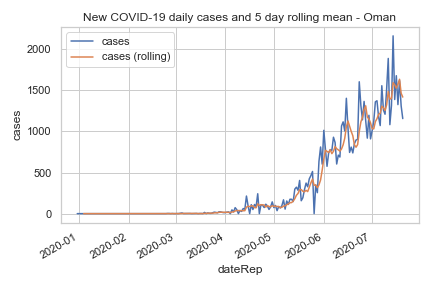 New COVID-19 daily cases and 5 day rolling mean - Oman
cases
cases (rolling)
2000
1500
1000
500
0
cases
2020-01
2020-02
2020-03
2020-04
2020-05
2020-06
2020-07
dateRep